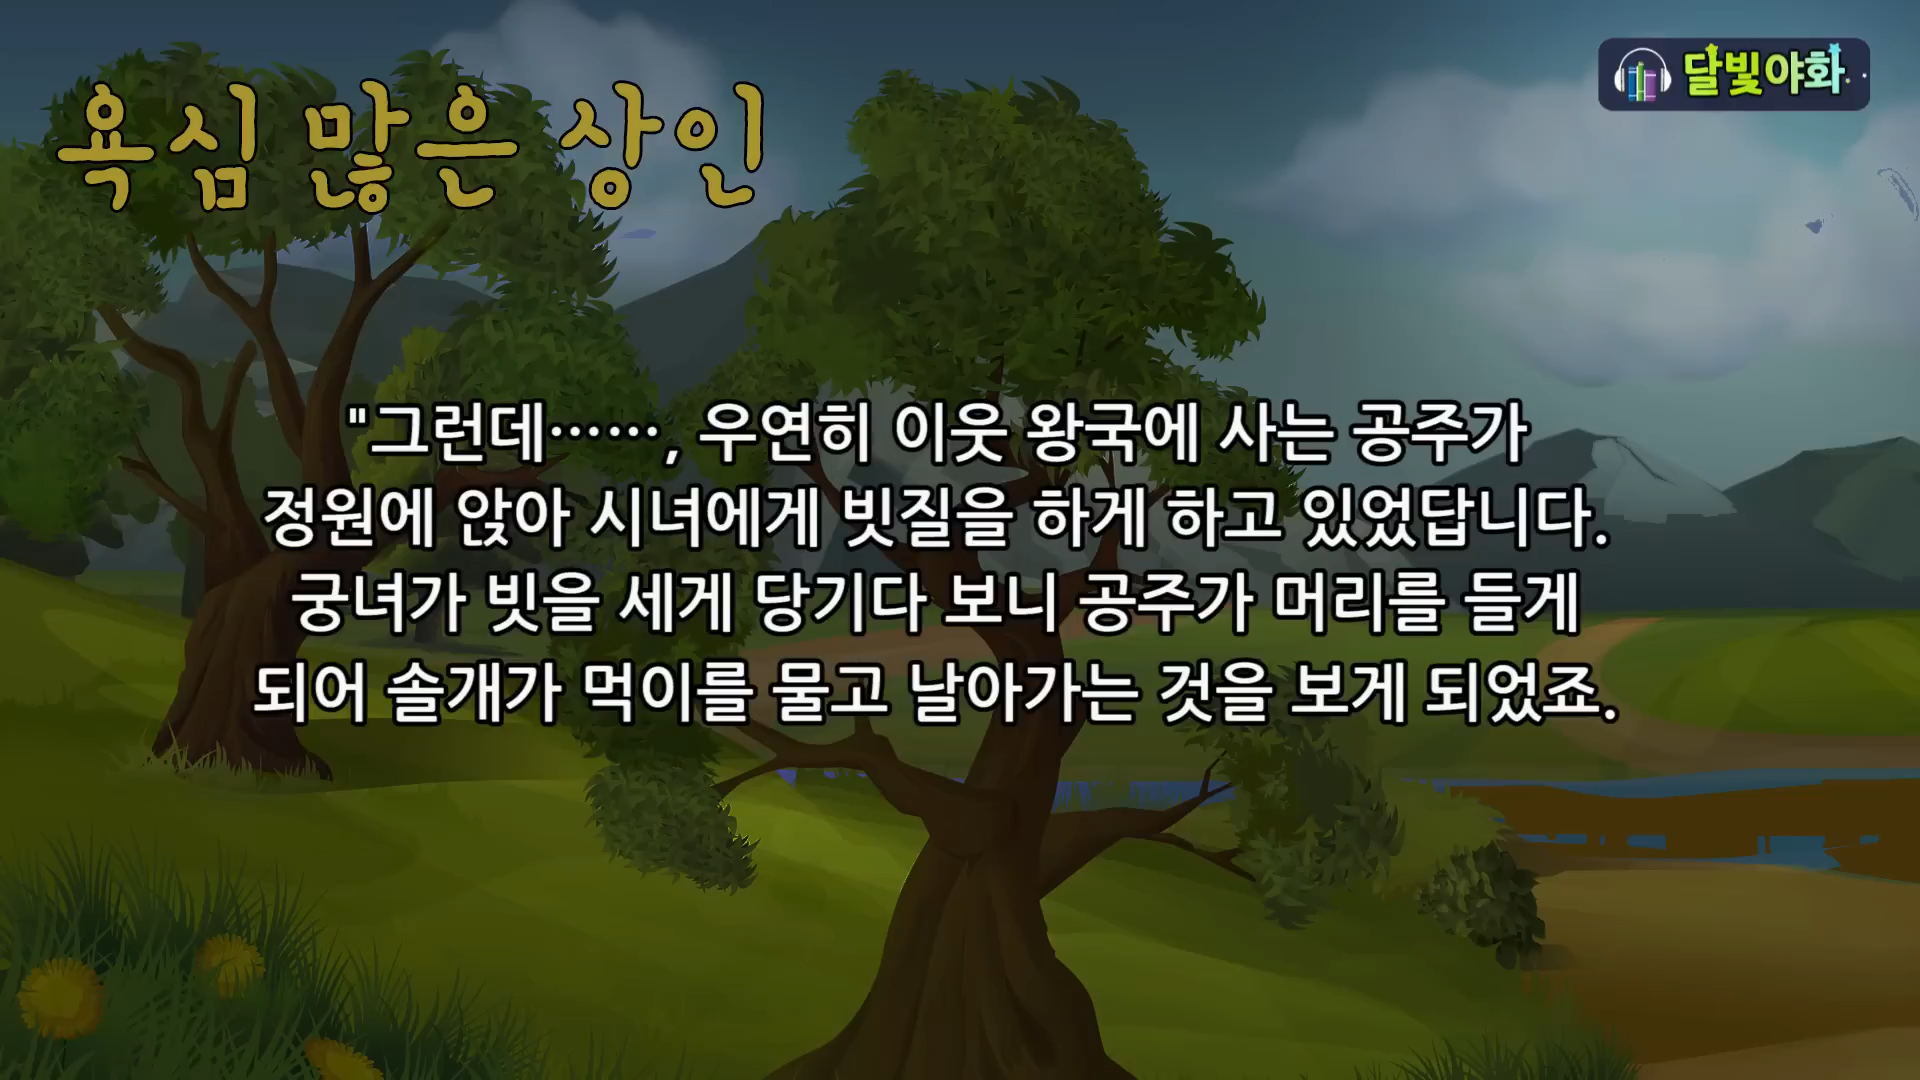 욕심 많은 상인
달빛야화
"그런데……, 우연히 이웃 왕국에 사는 공주가
정원에 앉아 시녀에게 빗질을 하게 하고 있었답니다.
궁녀가 빗을 세게 당기다 보니 공주가 머리를 들게
되어 솔개가 먹이를 물고 날아가는 것을 보게 되었죠.